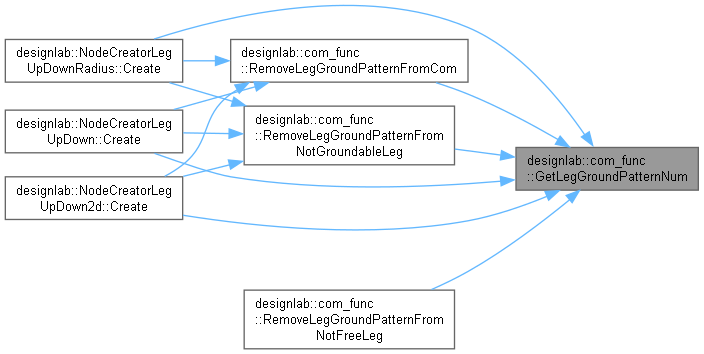 designlab::NodeCreatorLeg
UpDownRadius::Create
designlab::NodeCreatorLeg
UpDown::Create
designlab::NodeCreatorLeg
UpDown2d::Create
designlab::com_func
::RemoveLegGroundPatternFromCom
designlab::com_func
::RemoveLegGroundPatternFrom
NotGroundableLeg
designlab::com_func
::RemoveLegGroundPatternFrom
NotFreeLeg
designlab::com_func
::GetLegGroundPatternNum